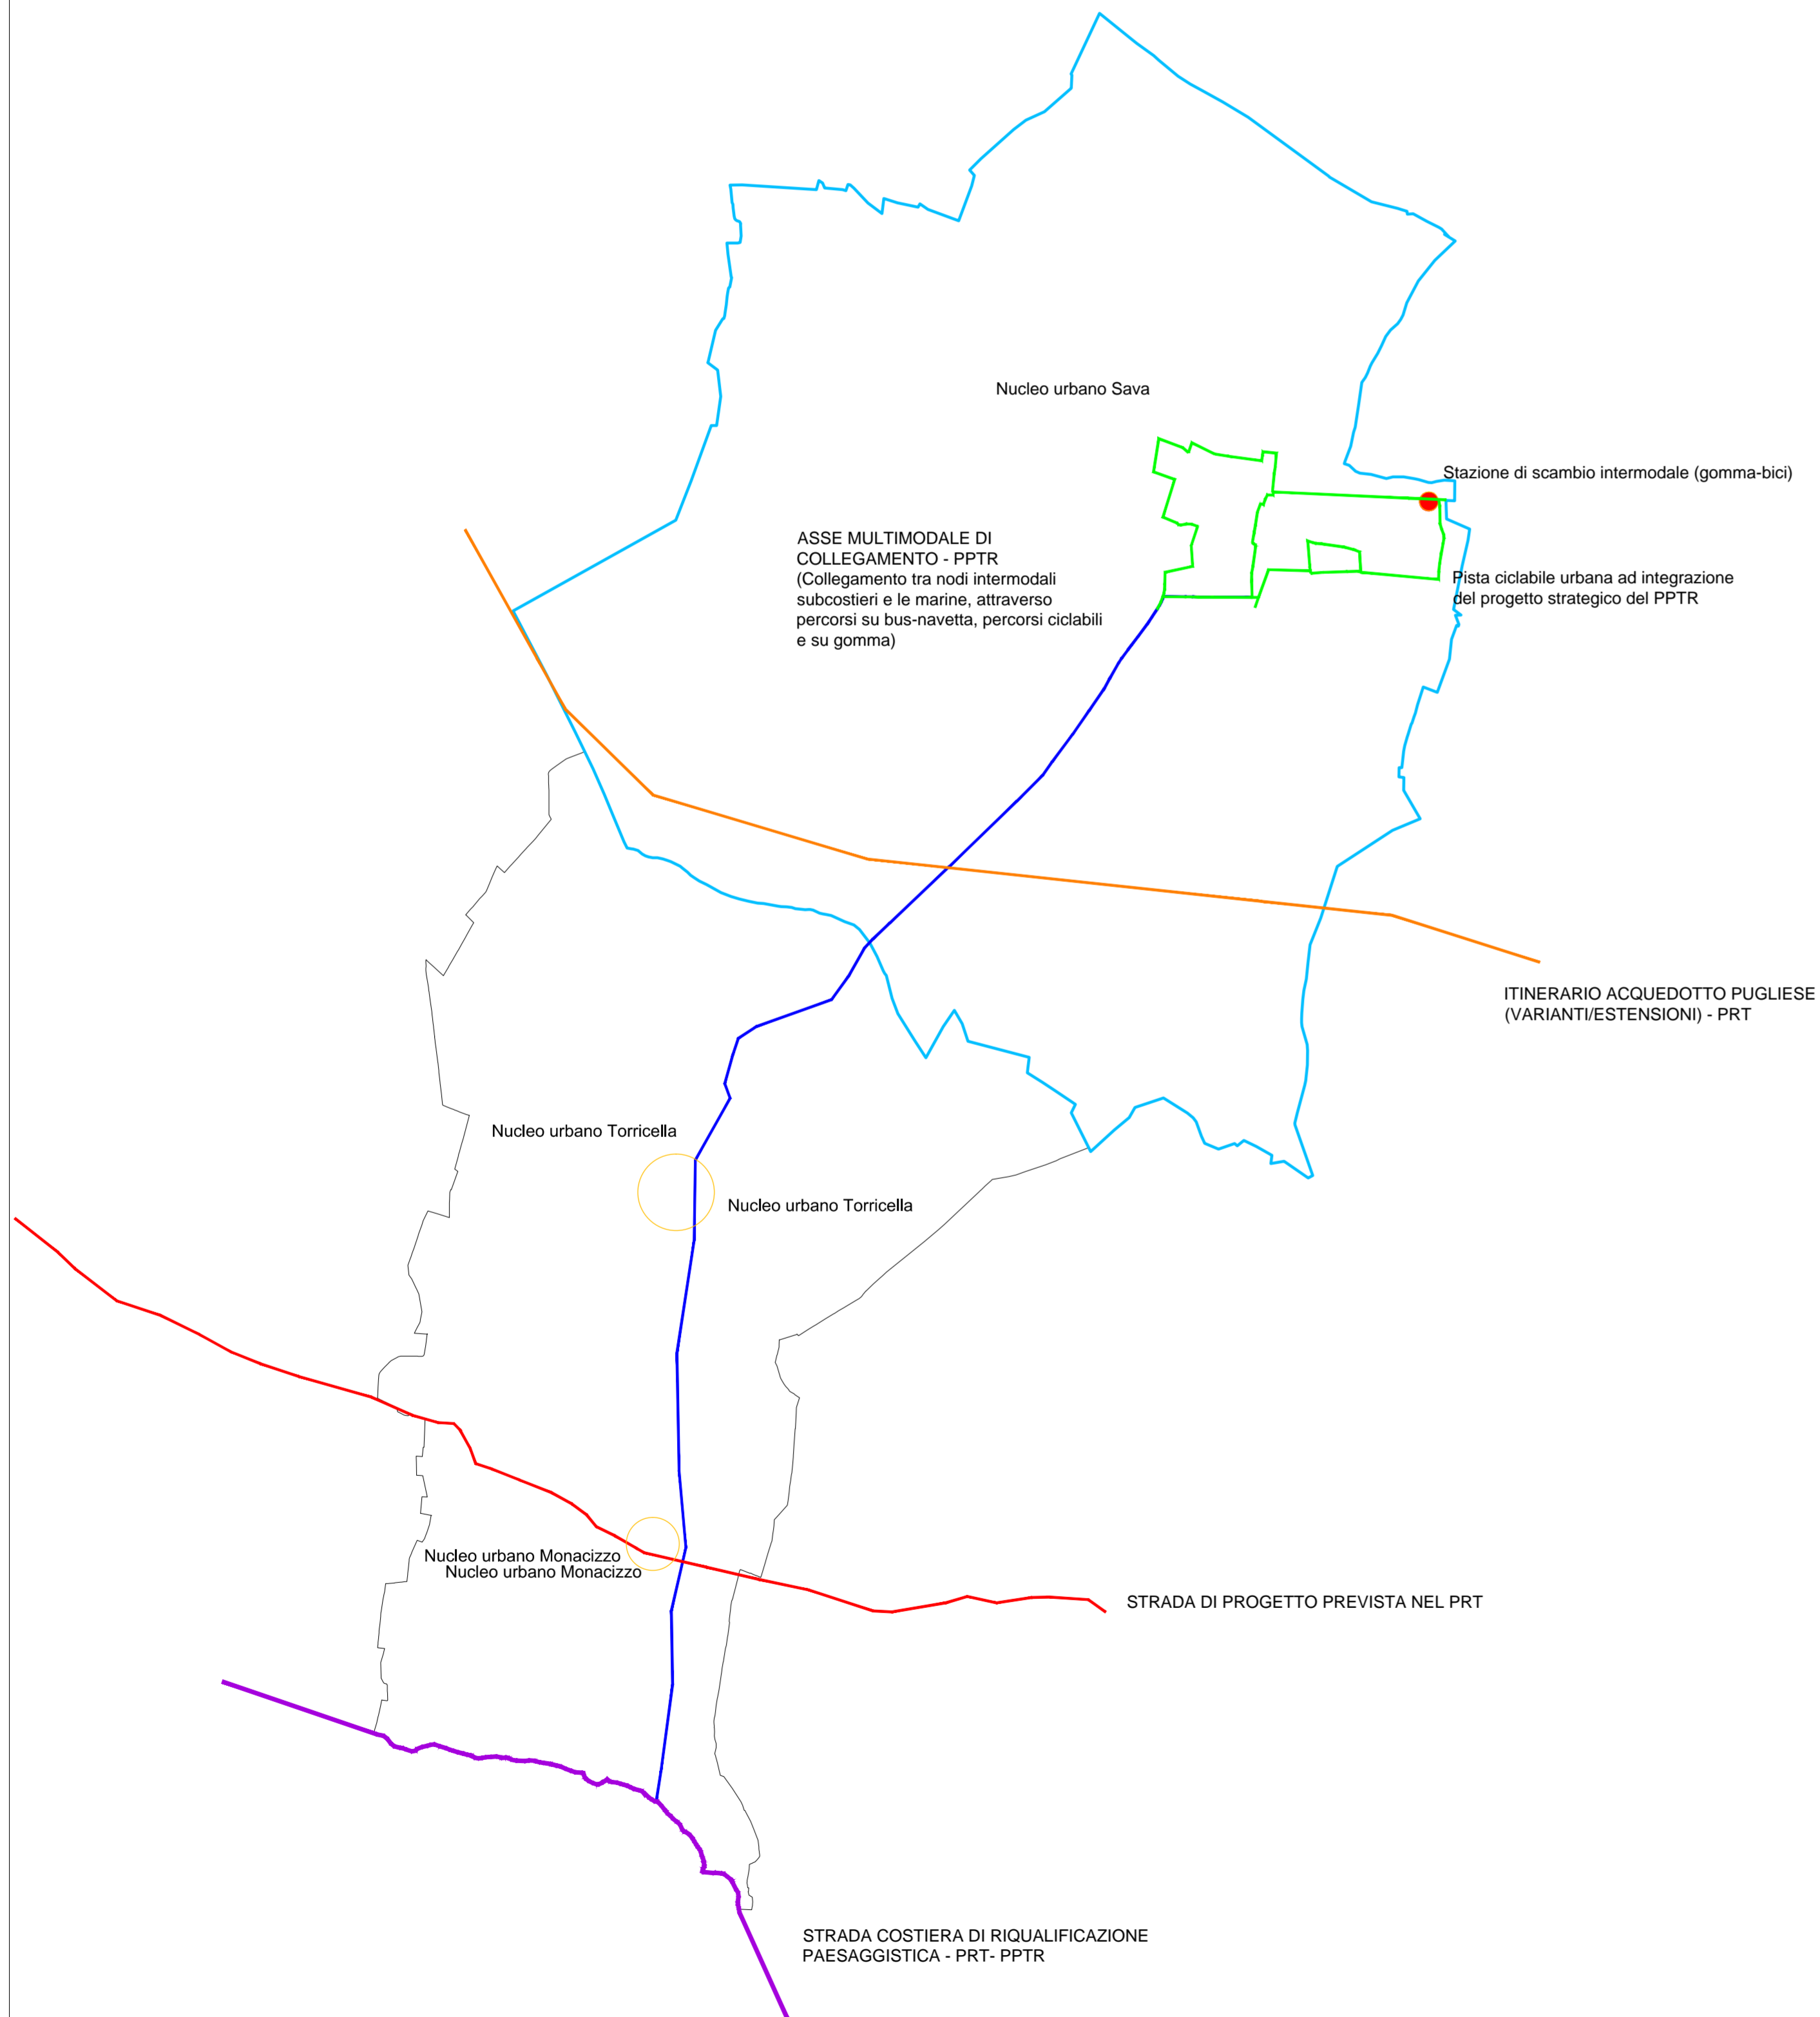 Nucleo urbano Sava
Stazione di scambio intermodale (gomma-bici)
ASSE MULTIMODALE DI
COLLEGAMENTO - PPTR
(Collegamento tra nodi intermodali
subcostieri e le marine, attraverso
percorsi su bus-navetta, percorsi ciclabili
e su gomma)
Pista ciclabile urbana ad integrazione
del progetto strategico del PPTR
ITINERARIO ACQUEDOTTO PUGLIESE
(VARIANTI/ESTENSIONI) - PRT
Nucleo urbano Torricella
Nucleo urbano Torricella
Nucleo urbano Monacizzo
Nucleo urbano Monacizzo
STRADA DI PROGETTO PREVISTA NEL PRT
STRADA COSTIERA DI RIQUALIFICAZIONE
PAESAGGISTICA - PRT- PPTR